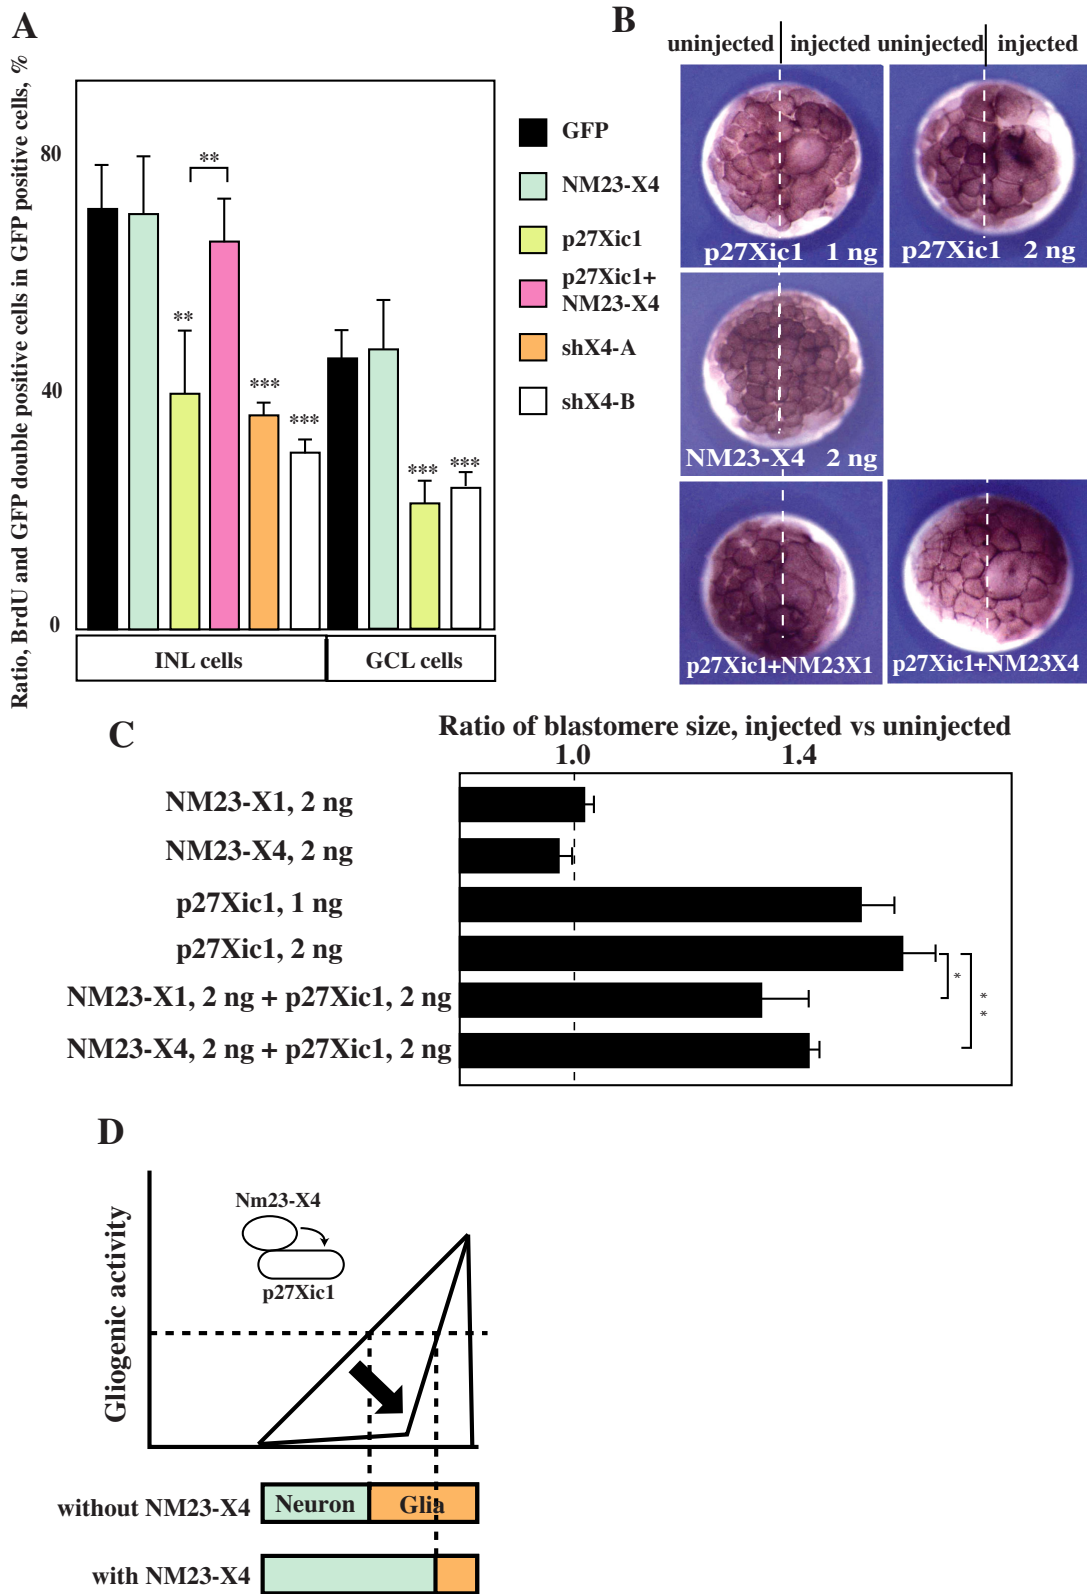 A
Ratio, BrdU and GFP double positive cells in GFP positive cells, %
80
40
0
**
**
***
***
***
***
INL cells
GCL cells
GFP
NM23-X4
p27Xic1
p27Xic1+
NM23-X4
shX4-A
shX4-B
B
uninjected injected uninjected injected
p27Xic1 1 ng
p27Xic1 2 ng
NM23-X4 2 ng
p27Xic1+NM23X1
p27Xic1+NM23X4
C
Ratio of blastomere size, injected vs uninjected
1.0 1.4
NM23-X1, 2 ng
NM23-X4, 2 ng
p27Xic1, 1 ng
p27Xic1, 2 ng
NM23-X1, 2 ng + p27Xic1, 2 ng
NM23-X4, 2 ng + p27Xic1, 2 ng
*
**
D
Gliogenic activity
Nm23-X4
p27Xic1
without NM23-X4
Neuron Glia
with NM23-X4